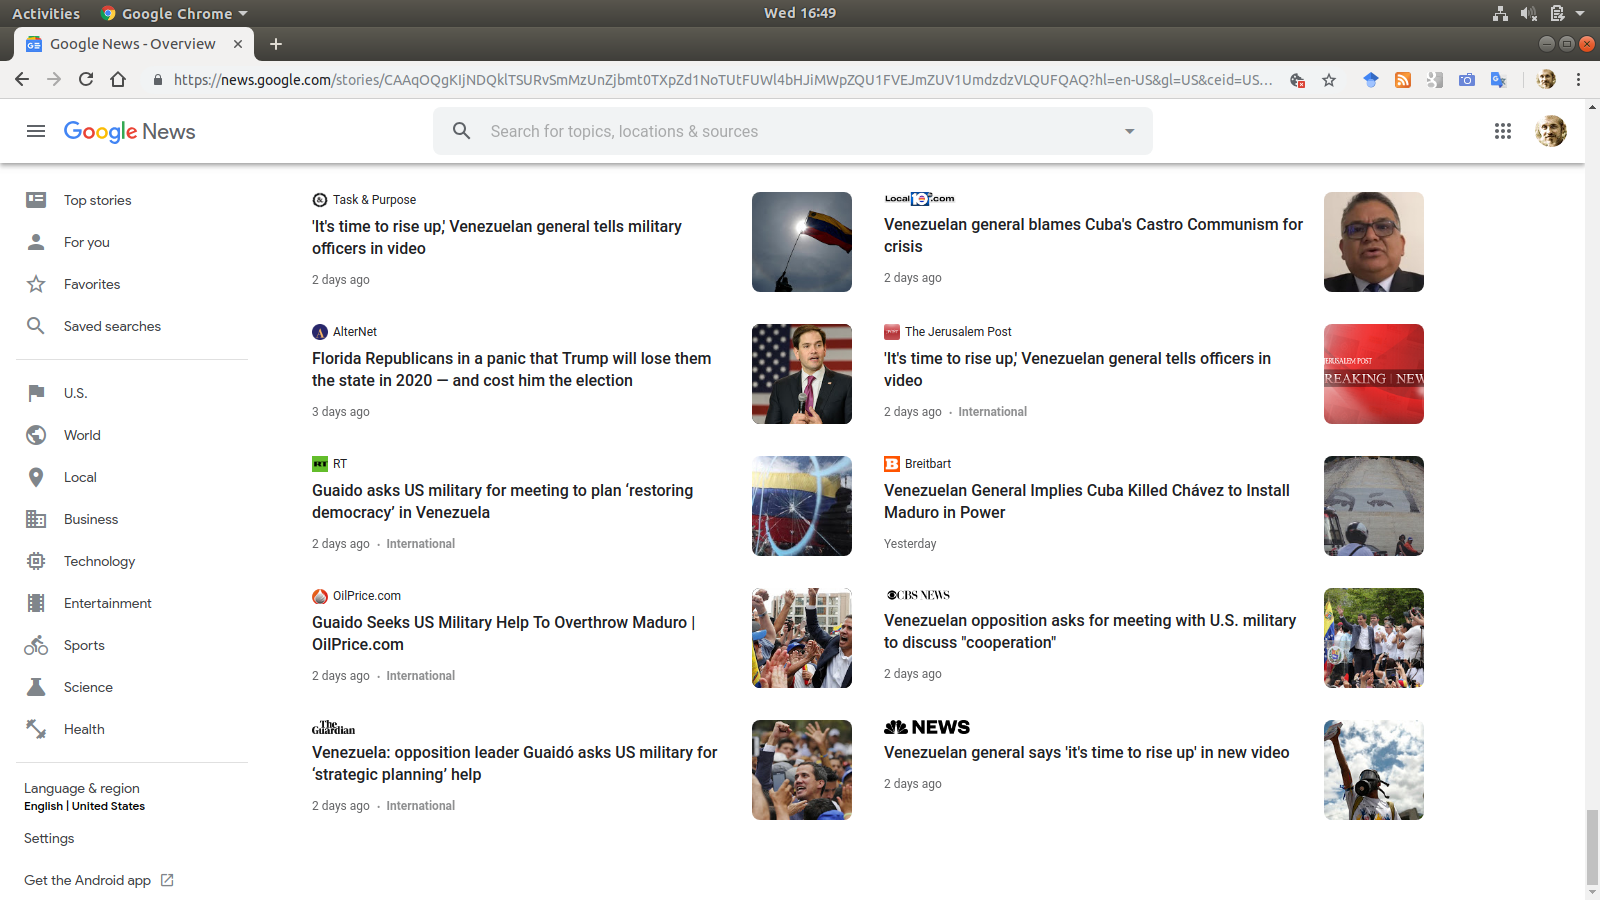 Activities
Google Chrome
Wed 16:49
Google News - Overview
https://news.google.com/stories/CAAqOQgKIjNDQklTSURvSmMzUnZjbmt0TXpZd1NoTUtFUWl4bHJiMWpZQU1FVEJmZUV1UmdzdzVLQUFQAQ?hl=en-US&gl=US&ceid=US...
Google News
Search for topics, locations & sources
Top stories
For you
Favorites
Saved searches
U.S.
World
Local
Business
Technology
Entertainment
Sports
Science
Health
Language & region
English | United States
Settings
Get the Android app
Task & Purpose
'It's time to rise up,' Venezuelan general tells military
officers in video
2 days ago
Local 10.com
Venezuelan general blames Cuba's Castro Communism for
crisis
2 days ago
AlterNet
Florida Republicans in a panic that Trump will lose them
the state in 2020 — and cost him the election
3 days ago
The Jerusalem Post
'It's time to rise up,' Venezuelan general tells officers in
video
2 days ago · International
JERUSALEM POST
REAKING | NEW
RT
RT
Guaido asks US military for meeting to plan ‘restoring
democracy’ in Venezuela
2 days ago · International
Breitbart
Venezuelan General Implies Cuba Killed Chávez to Install
Maduro in Power
Yesterday
OilPrice.com
Guaido Seeks US Military Help To Overthrow Maduro |
OilPrice.com
2 days ago · International
CBS NEWS
Venezuelan opposition asks for meeting with U.S. military
to discuss "cooperation"
2 days ago
The
Guardian
Venezuela: opposition leader Guaidó asks US military for
‘strategic planning’ help
2 days ago · International
NEWS
Venezuelan general says 'it's time to rise up' in new video
2 days ago